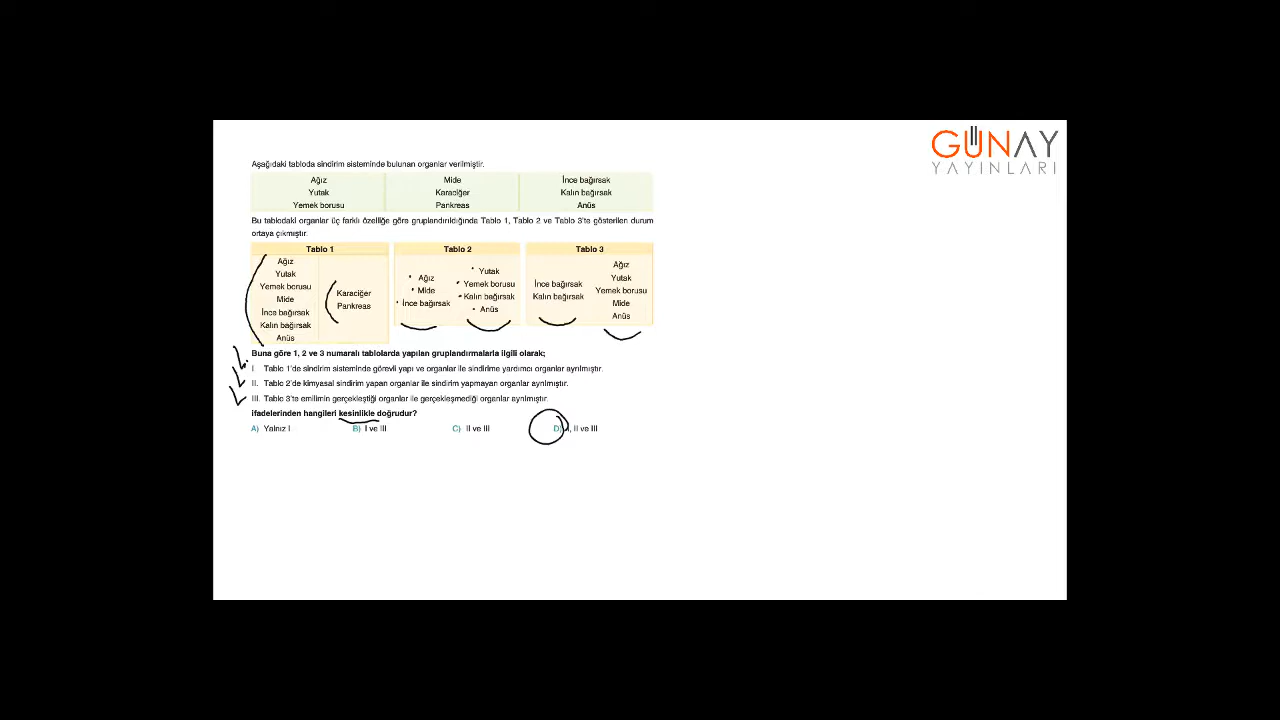 GÜNAY
YAYINLARI
Aşağıdaki tabloda sindirim sisteminde bulunan organlar verilmiştir.
Ağız Mide İnce bağırsak
Yutak Karaciğer Kalın bağırsak
Yemek borusu Pankreas Anüs
Bu tablodaki organlar üç farklı özelliğe göre gruplandırıldığında Tablo 1, Tablo 2 ve Tablo 3'te gösterilen durum
ortaya çıkmıştır.
Tablo 1
Ağız
Yutak
Yemek borusu
Mide
İnce bağırsak
Kalın bağırsak
Anüs
Karaciğer
Pankreas
Tablo 2
Ağız
Mide
İnce bağırsak
Yutak
Yemek borusu
Kalın bağırsak
Anüs
Tablo 3
İnce bağırsak
Kalın bağırsak
Ağız
Yutak
Yemek borusu
Mide
Anüs
Buna göre 1, 2 ve 3 numaralı tablolarda yapılan gruplandırmalarla ilgili olarak;
I. Tablo 1'de sindirim sisteminde görevli yapı ve organlar ile sindirime yardımcı organlar ayrılmıştır.
II. Tablo 2'de kimyasal sindirim yapan organlar ile sindirim yapmayan organlar ayrılmıştır.
III. Tablo 3'te emilimin gerçekleştiği organlar ile gerçekleşmediği organlar ayrılmıştır.
ifadelerinden hangileri kesinlikle doğrudur?
A) Yalnız I B) I ve III C) II ve III D) I, II ve III